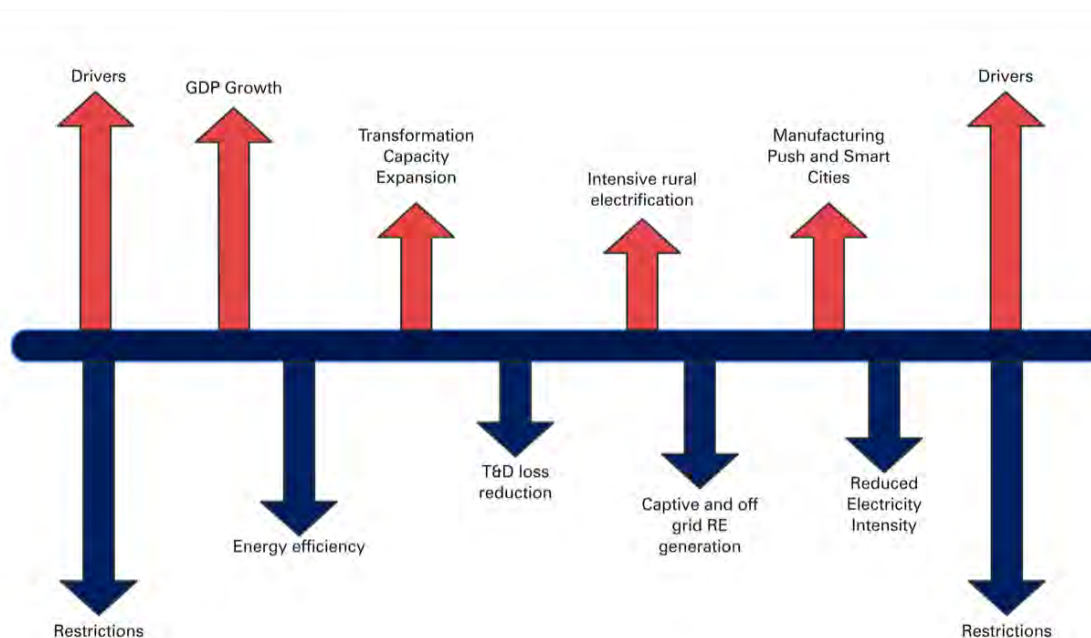 Drivers
GDP Growth
Transformation
Capacity
Expansion
Intensive rural
electrification
Manufacturing
Push and Smart
Cities
Drivers
Energy efficiency
T&D loss
reduction
Captive and off
grid RE
generation
Reduced
Electricity
Intensity
Restrictions
Restrictions